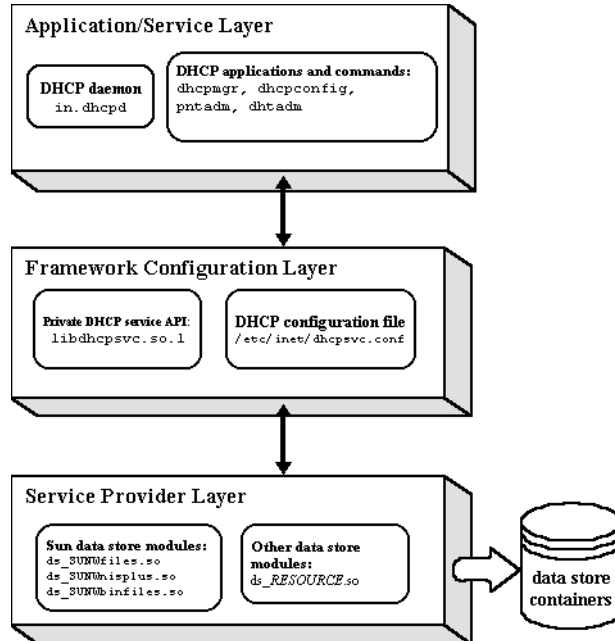 Application/Service Layer
DHCP daemon
in.dhcpd
DHCP applications and commands:
dhcpmgr, dhcpconfig,
pntadm, dhtadm
Framework Configuration Layer
Private DHCP service API:
libdhcpsvc.so.1
DHCP configuration file
/etc/inet/dhcpsvc.conf
Service Provider Layer
Sun data store modules:
ds_SUNWfiles.so
ds_SUNWnisplus.so
ds_SUNWbinfiles.so
Other data store
modules:
ds_RESOURCE.so
data store
containers